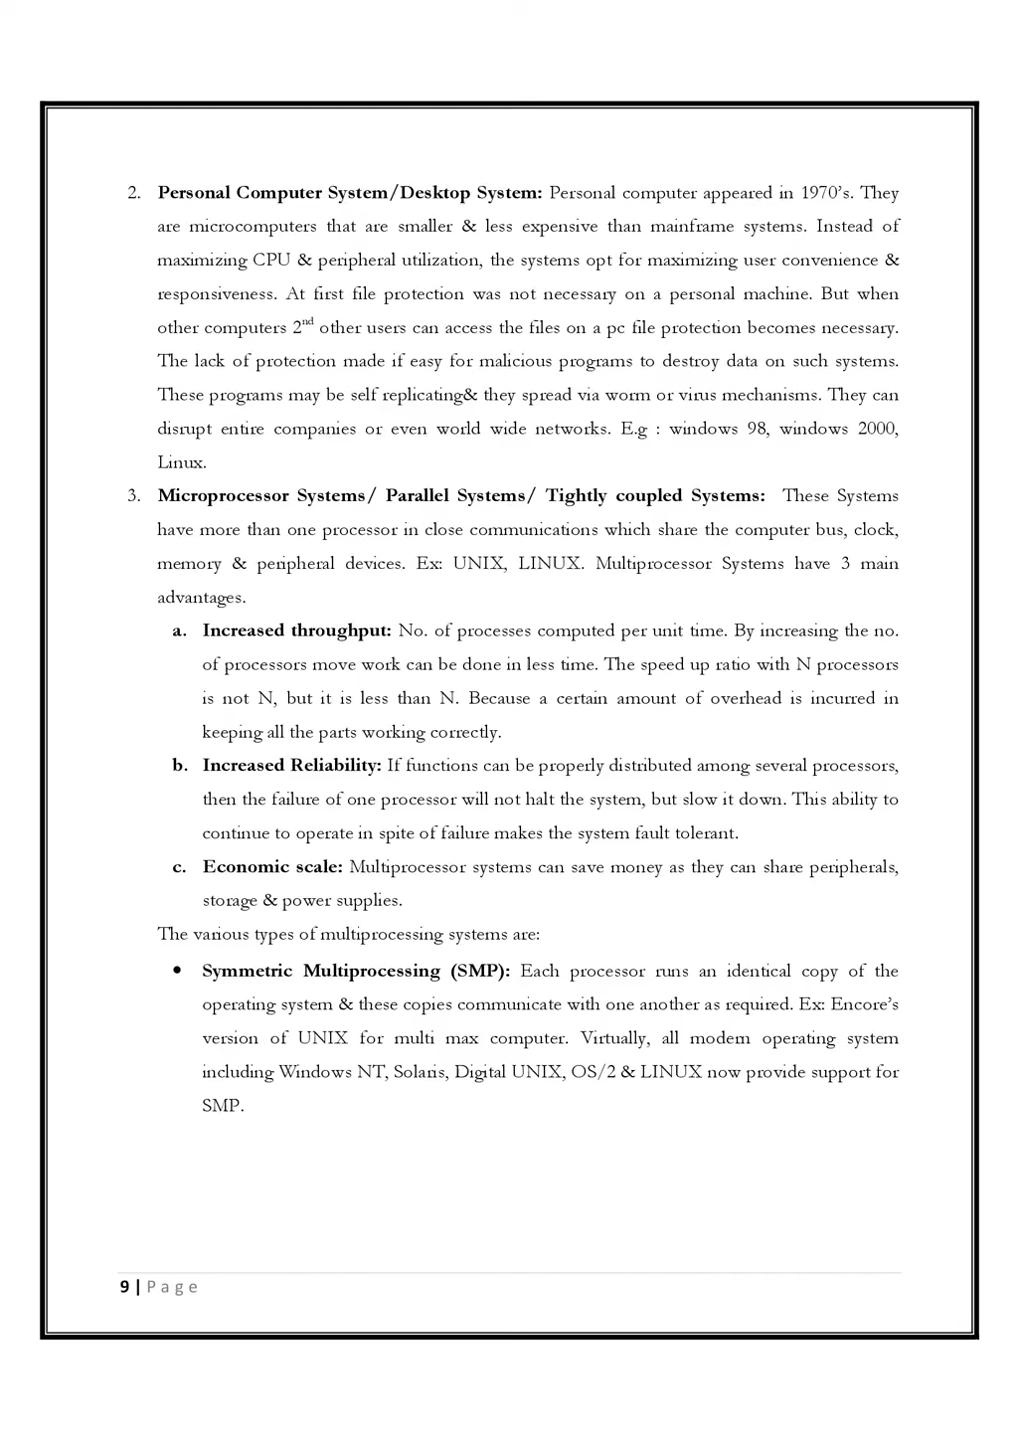 2. Personal Computer System/Desktop System: Personal computer appeared in 1970’s. They
are microcomputers that are smaller & less expensive than mainframe systems. Instead of
maximizing CPU & peripheral utilization, the systems opt for maximizing user convenience &
responsiveness. At first file protection was not necessary on a personal machine. But when
other computers 2nd other users can access the files on a pc file protection becomes necessary.
The lack of protection made if easy for malicious programs to destroy data on such systems.
These programs may be self replicating& they spread via worm or virus mechanisms. They can
disrupt entire companies or even world wide networks. E.g : windows 98, windows 2000,
Linux.
3. Microprocessor Systems/ Parallel Systems/ Tightly coupled Systems: These Systems
have more than one processor in close communications which share the computer bus, clock,
memory & peripheral devices. Ex: UNIX, LINUX. Multiprocessor Systems have 3 main
advantages.
a. Increased throughput: No. of processes computed per unit time. By increasing the no.
of processors move work can be done in less time. The speed up ratio with N processors
is not N, but it is less than N. Because a certain amount of overhead is incurred in
keeping all the parts working correctly.
b. Increased Reliability: If functions can be properly distributed among several processors,
then the failure of one processor will not halt the system, but slow it down. This ability to
continue to operate in spite of failure makes the system fault tolerant.
c. Economic scale: Multiprocessor systems can save money as they can share peripherals,
storage & power supplies.
The various types of multiprocessing systems are:
• Symmetric Multiprocessing (SMP): Each processor runs an identical copy of the
operating system & these copies communicate with one another as required. Ex: Encore’s
version of UNIX for multi max computer. Virtually, all modern operating system
including Windows NT, Solaris, Digital UNIX, OS/2 & LINUX now provide support for
SMP.
9 | Page